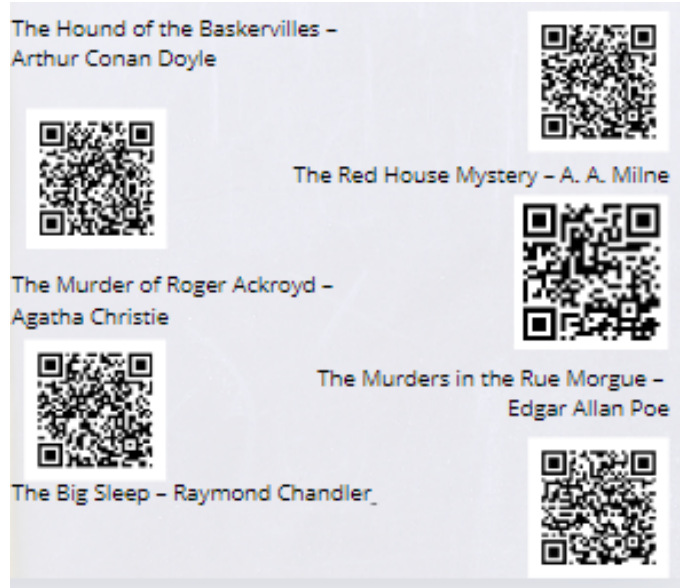 The Hound of the Baskervilles –
Arthur Conan Doyle
The Red House Mystery – A. A. Milne
The Murder of Roger Ackroyd –
Agatha Christie
The Murders in the Rue Morgue –
Edgar Allan Poe
The Big Sleep – Raymond Chandler_